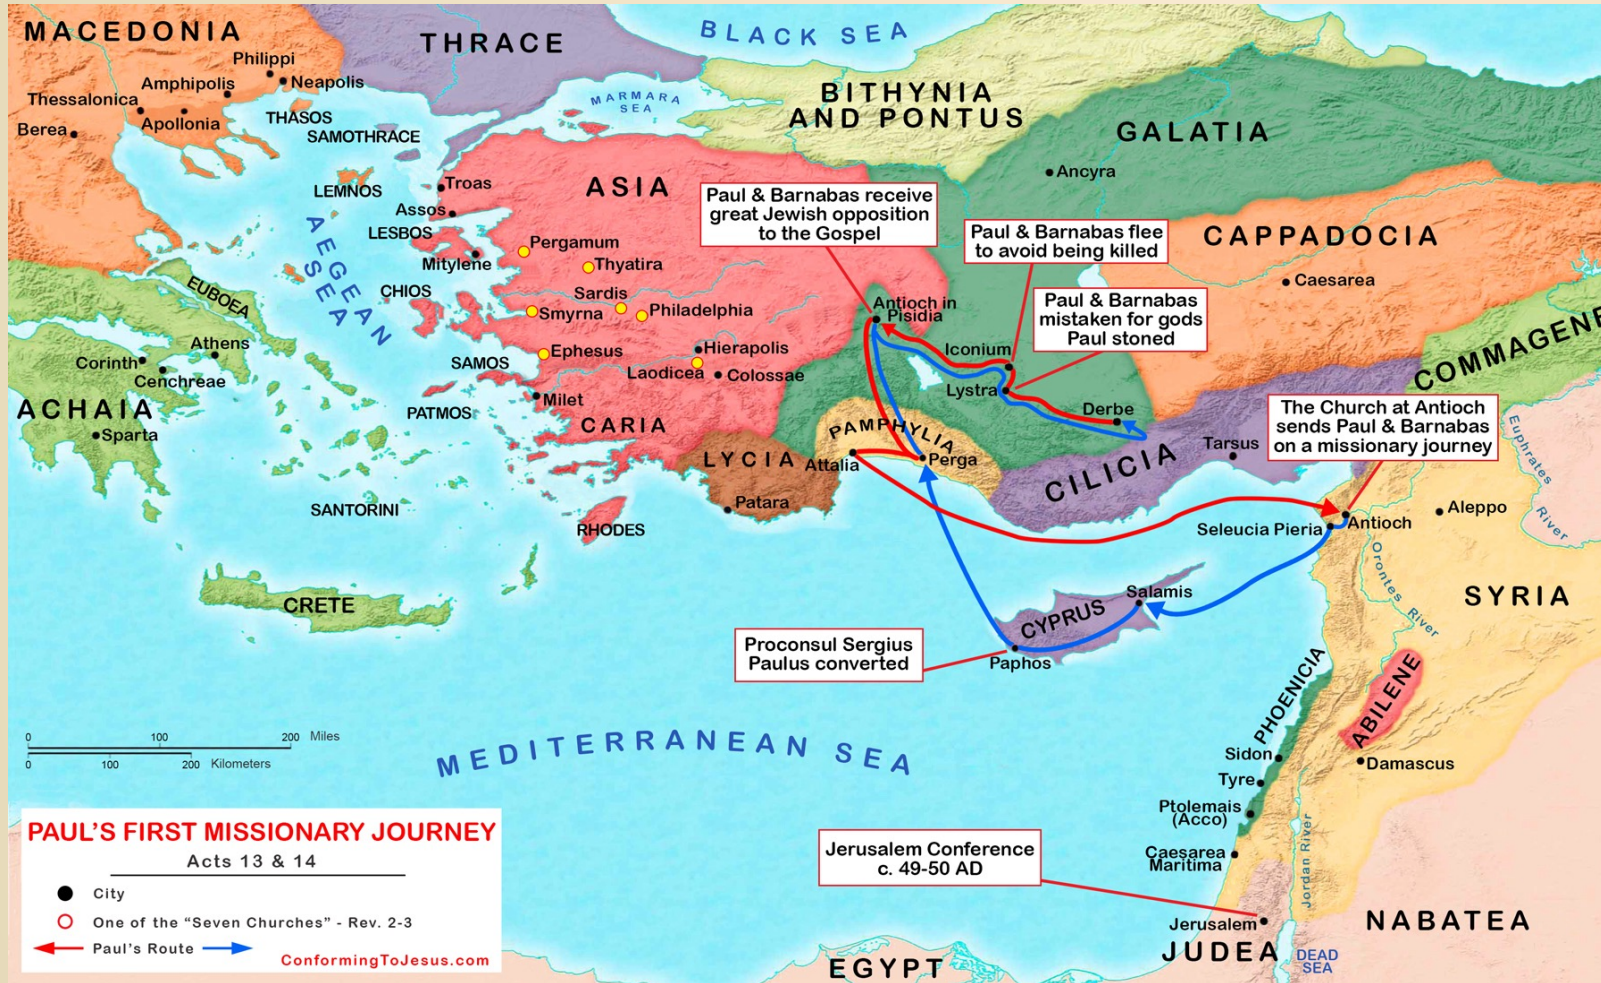 MACEDONIA
THRACE
BLACK SEA
Philippi
Amphipolis
Neapolis
Thessalonica
Apollonia
Berea
THASOS
SAMOTHRACE
MARMARA
SEA
BITHYNIA
AND PONTUS
GALATIA
Ancyra
LEMNOS
Troas
ASIA
Assos
LESBOS
Mitylene
AEGEAN
SEA
Pergamum
Thyatira
Paul & Barnabas receive
great Jewish opposition
to the Gospel
Paul & Barnabas flee
to avoid being killed
CAPPADOCIA
Caesarea
EUBOEA
CHIOS
Sardis
Smyrna
Philadelphia
Antioch in
Pisidia
Paul & Barnabas
mistaken for gods
Paul stoned
COMMAGENE
Athens
Corinth
Cenchreae
SAMOS
Ephesus
Hierapolis
Laodicea
Colossae
Iconium
Lystra
Derbe
ACHAIA
Sparta
PATMOS
Milet
CARIA
PAMPHYLIA
LYCIA
Attalia
Perga
CILICIA
Tarsus
The Church at Antioch
sends Paul & Barnabas
on a missionary journey
Euphrates
River
SANTORINI
RHODES
Patara
Seleucia Pieria
Antioch
Aleppo
Orontes River
SYRIA
CRETE
CYPRUS
Salamis
Paphos
Proconsul Sergius
Paulus converted
PHOENICIA
ABILENE
MEDITERRANEAN SEA
Sidon
Damascus
Tyre
Ptolemais
(Acco)
Caesarea
Maritima
Jordan River
0 100 200 Miles
0 100 200 Kilometers
Jerusalem Conference
c. 49-50 AD
Jerusalem
JUDEA
DEAD
SEA
NABATEA
EGYPT
PAUL'S FIRST MISSIONARY JOURNEY
Acts 13 & 14
City
One of the “Seven Churches” - Rev. 2-3
Paul's Route
ConformingToJesus.com